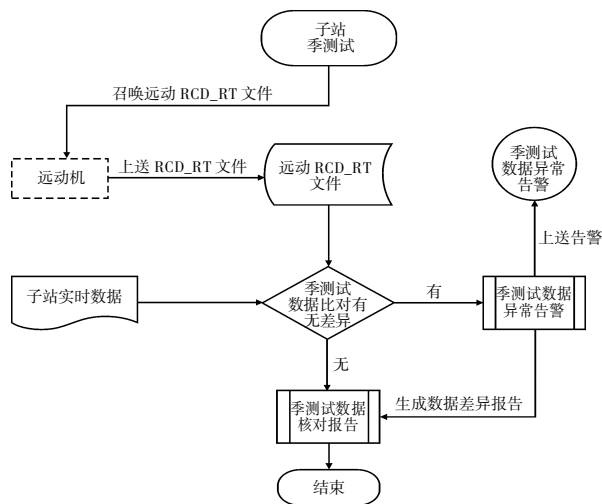 子站
季测试
召唤远动 RCD_RT 文件
远动机
上送 RCD_RT 文件
远动 RCD_RT
文件
季测试
数据异常
告警
上送告警
子站实时数据
季测试
数据比对有
无差异
有
季测试数据
异常告警
无
季测试数据
核对报告
生成数据差异报告
结束